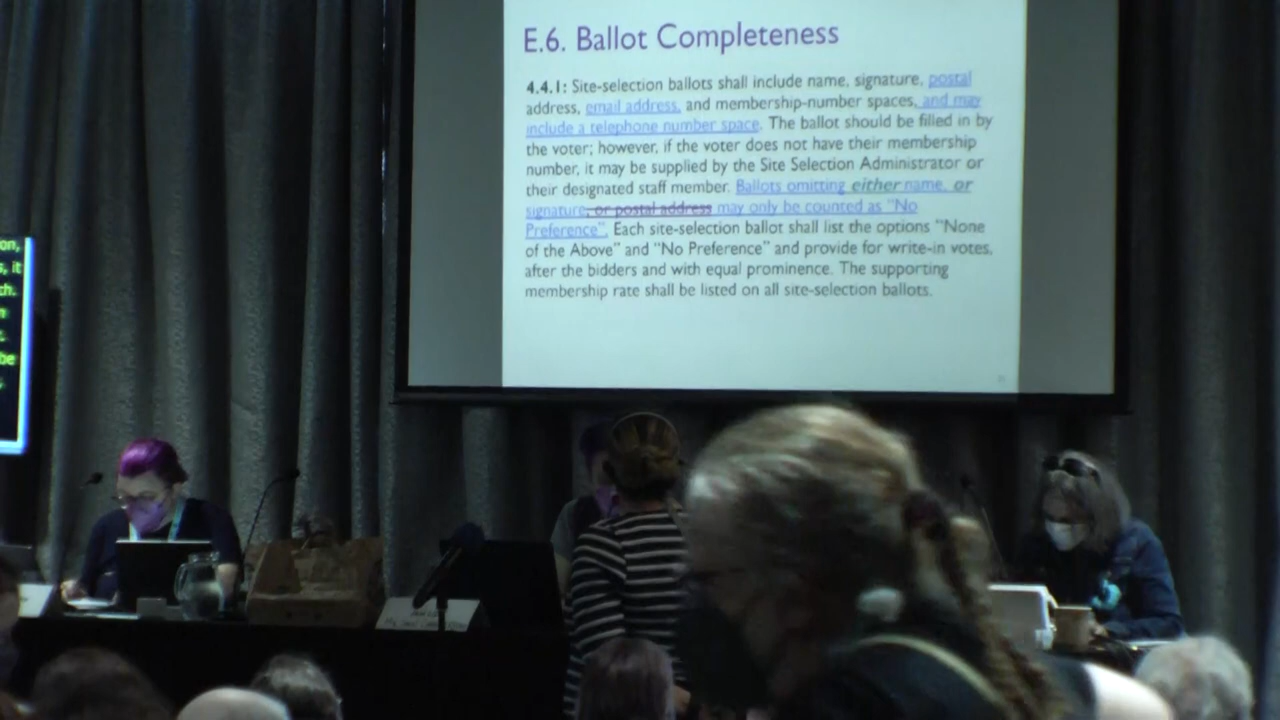 E.6. Ballot Completeness
4.4.1: Site-selection ballots shall include name, signature, postal
address, email address, and membership-number spaces, and may
include a telephone number space. The ballot should be filled in by
the voter; however, if the voter does not have their membership
number, it may be supplied by the Site Selection Administrator or
their designated staff member. Ballots omitting either name, or
signature, or postal address may only be counted as "No
Preference". Each site-selection ballot shall list the options "None
of the Above" and "No Preference" and provide for write-in votes,
after the bidders and with equal prominence. The supporting
membership rate shall be listed on all site-selection ballots.
on,
s, it
th.
be